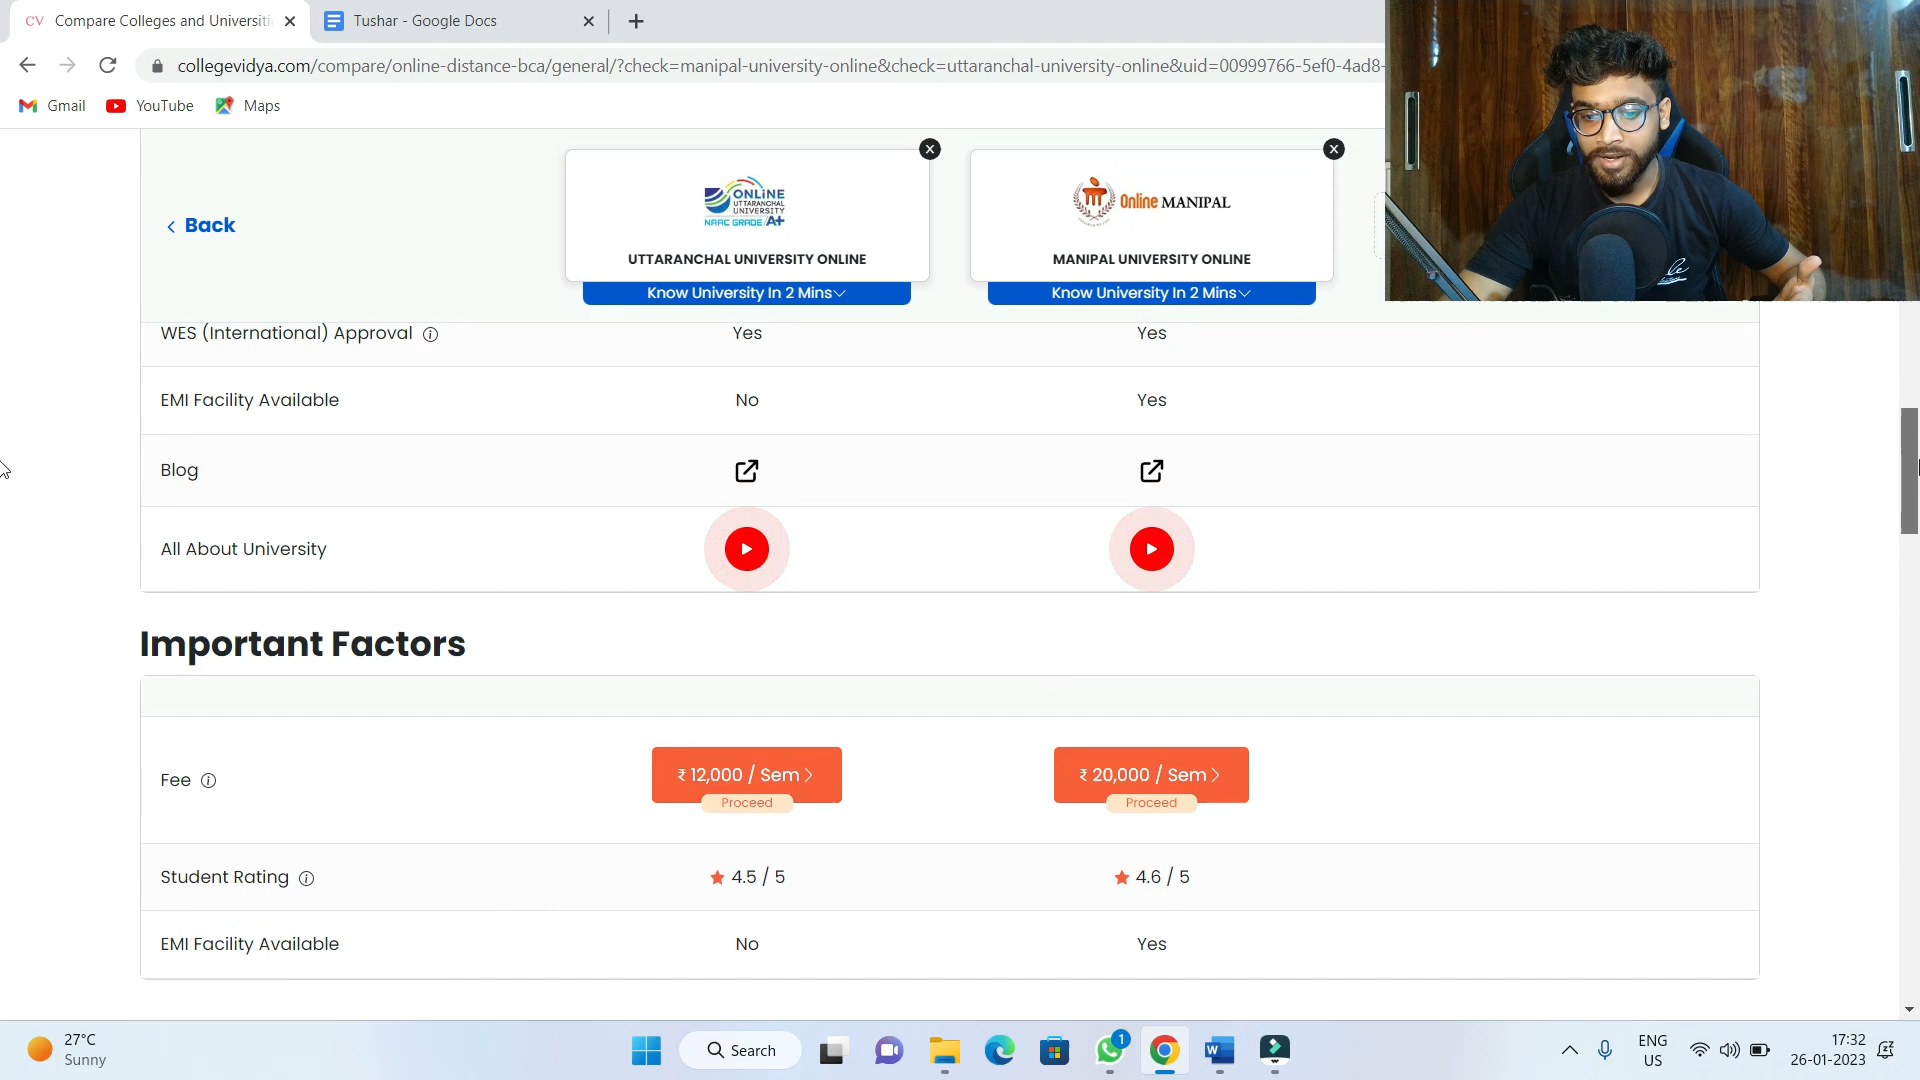 CV Compare Colleges and Universiti
Tushar - Google Docs
collegevidya.com/compare/online-distance-bca/general/?check=manipal-university-online&check=uttaranchal-university-online&uid=00999766-5ef0-4ad8-
Gmail YouTube Maps
Back
ONLINE
UTTARANCHAL
UNIVERSITY
NAAC GRADE A+
UTTARANCHAL UNIVERSITY ONLINE
Know University In 2 Mins
Online MANIPAL
MANIPAL UNIVERSITY ONLINE
Know University In 2 Mins
WES (International) Approval Yes Yes
EMI Facility Available No Yes
Blog
All About University
Important Factors
Fee ₹ 12,000 / Sem ₹ 20,000 / Sem
Proceed Proceed
Student Rating 4.5 / 5 4.6 / 5
EMI Facility Available No Yes
27°C
Sunny
Search
1
ENG
US
17:32
26-01-2023